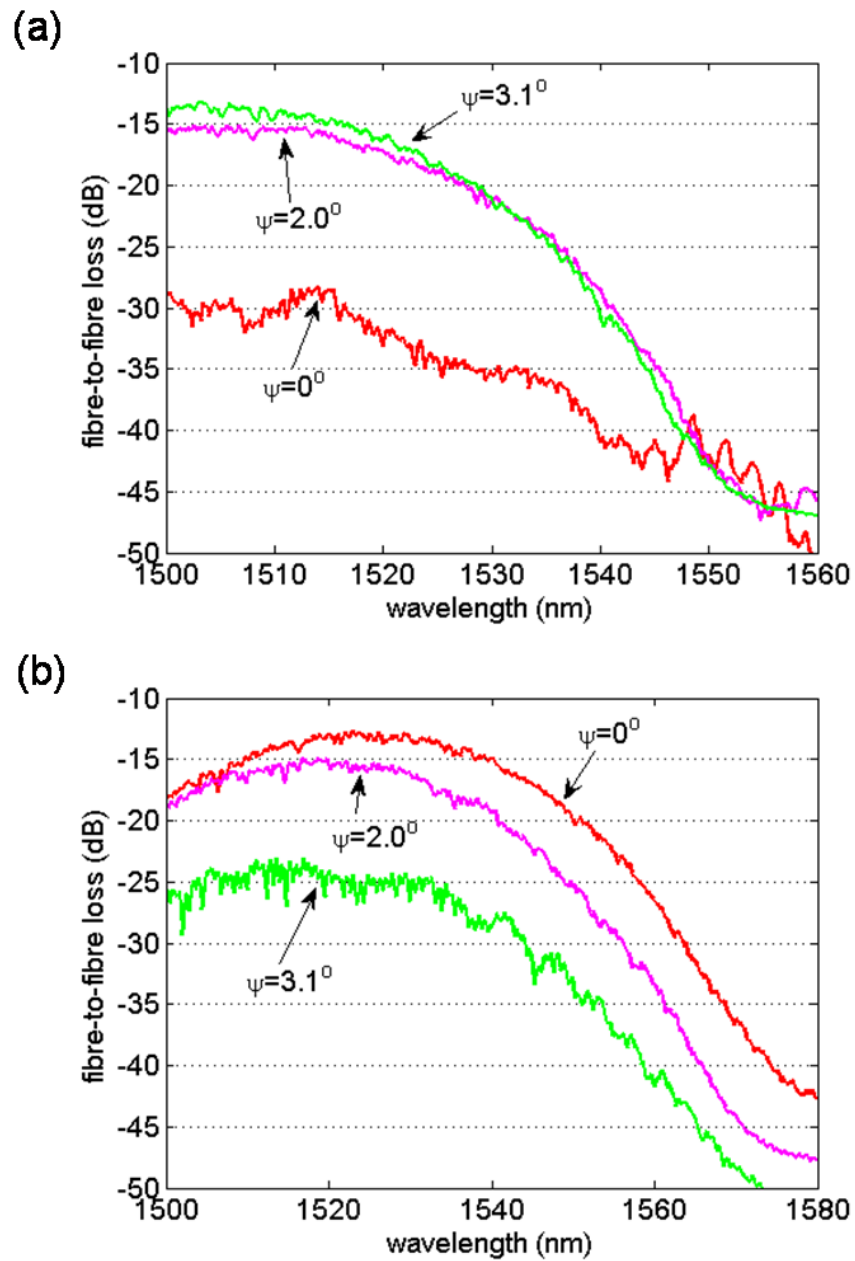 (a)
-10
-15
-20
-25
-30
-35
-40
-45
-50
fibre-to-fibre loss (dB)
ψ=3.1⁰
ψ=2.0⁰
ψ=0⁰
1500 1510 1520 1530 1540 1550 1560
wavelength (nm)
(b)
-10
-15
-20
-25
-30
-35
-40
-45
-50
fibre-to-fibre loss (dB)
ψ=0⁰
ψ=2.0⁰
ψ=3.1⁰
1500 1520 1540 1560 1580
wavelength (nm)